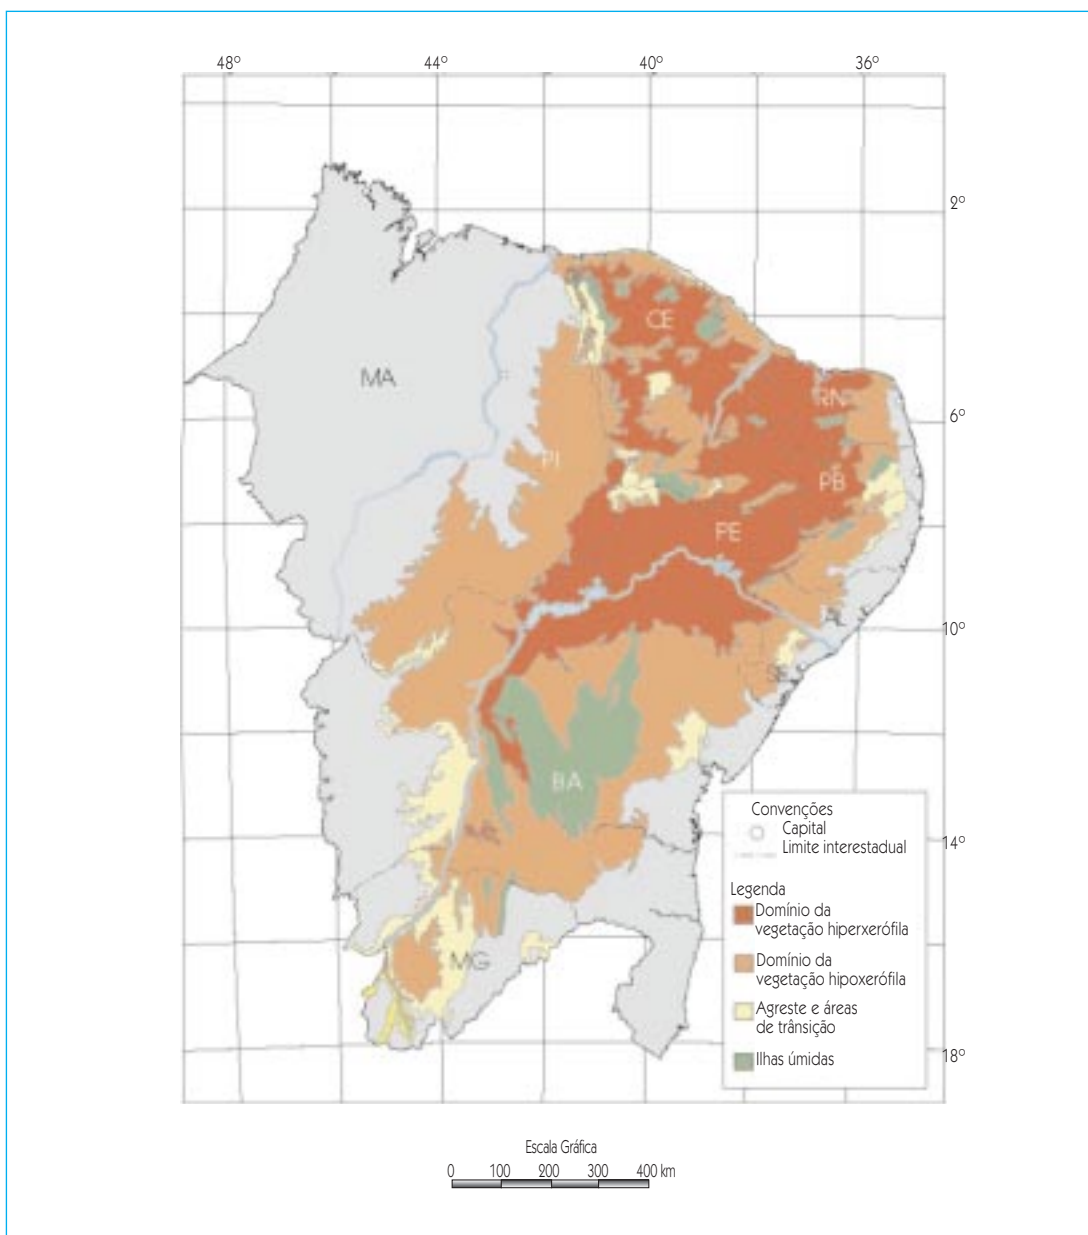 48º 44º 40º 36º
2º
CE
MA
RN
6º
PI
PB
PE
10º
SE
BA
Convenções
Capital
Limite interestadual
14º
Legenda
Domínio da
vegetação hiperxerófila
Domínio da
vegetação hipoxerófila
MG
Agreste e áreas
de trânsição
Ilhas úmidas
18º
Escala Gráfica
0 100 200 300 400 km